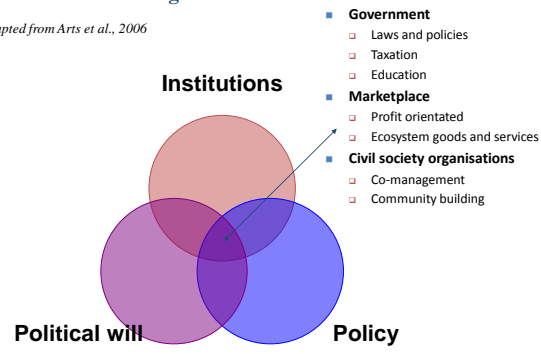 Adapted from Arts et al., 2006
Institutions
Political will
Policy
Government
Laws and policies
Taxation
Education
Marketplace
Profit orientated
Ecosystem goods and services
Civil society organisations
Co-management
Community building